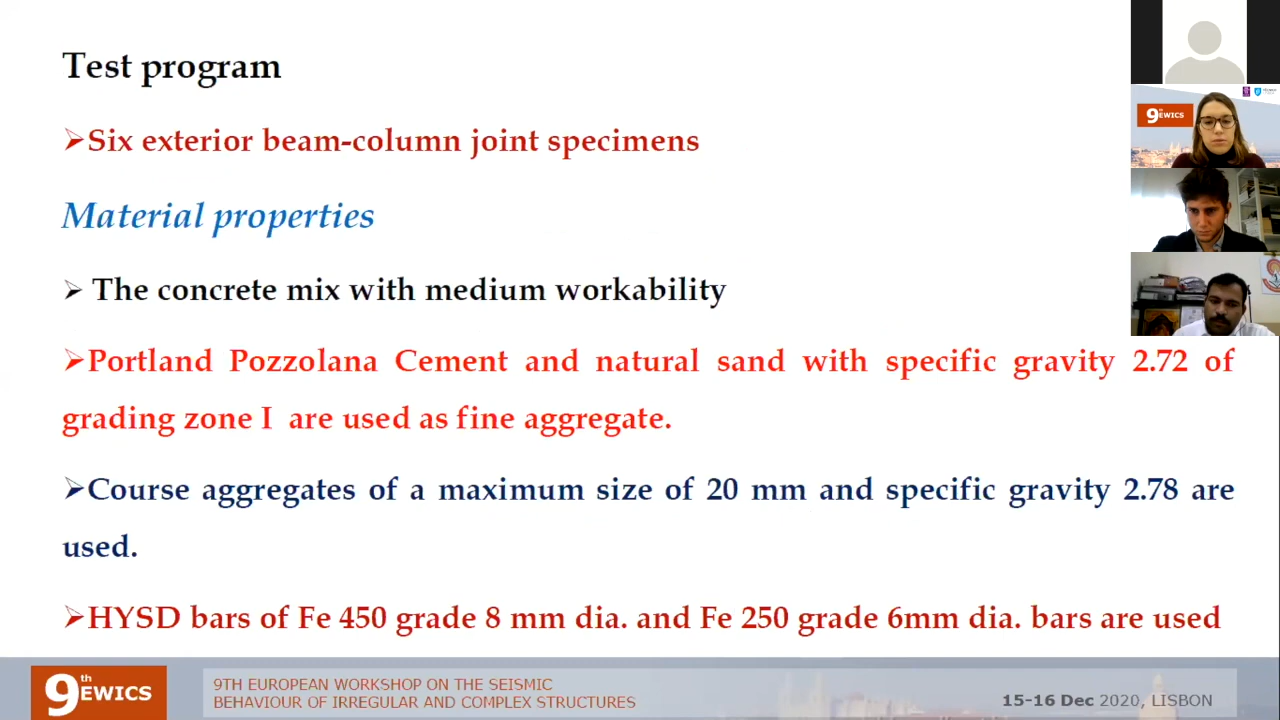 Test program
➢Six exterior beam-column joint specimens
Material properties
➢ The concrete mix with medium workability
➢Portland Pozzolana Cement and natural sand with specific gravity 2.72 of
grading zone I are used as fine aggregate.
➢Course aggregates of a maximum size of 20 mm and specific gravity 2.78 are
used.
➢HYSD bars of Fe 450 grade 8 mm dia. and Fe 250 grade 6mm dia. bars are used
9th EWICS
9th EWICS
9TH EUROPEAN WORKSHOP ON THE SEISMIC
BEHAVIOUR OF IRREGULAR AND COMPLEX STRUCTURES
15-16 Dec 2020, LISBON